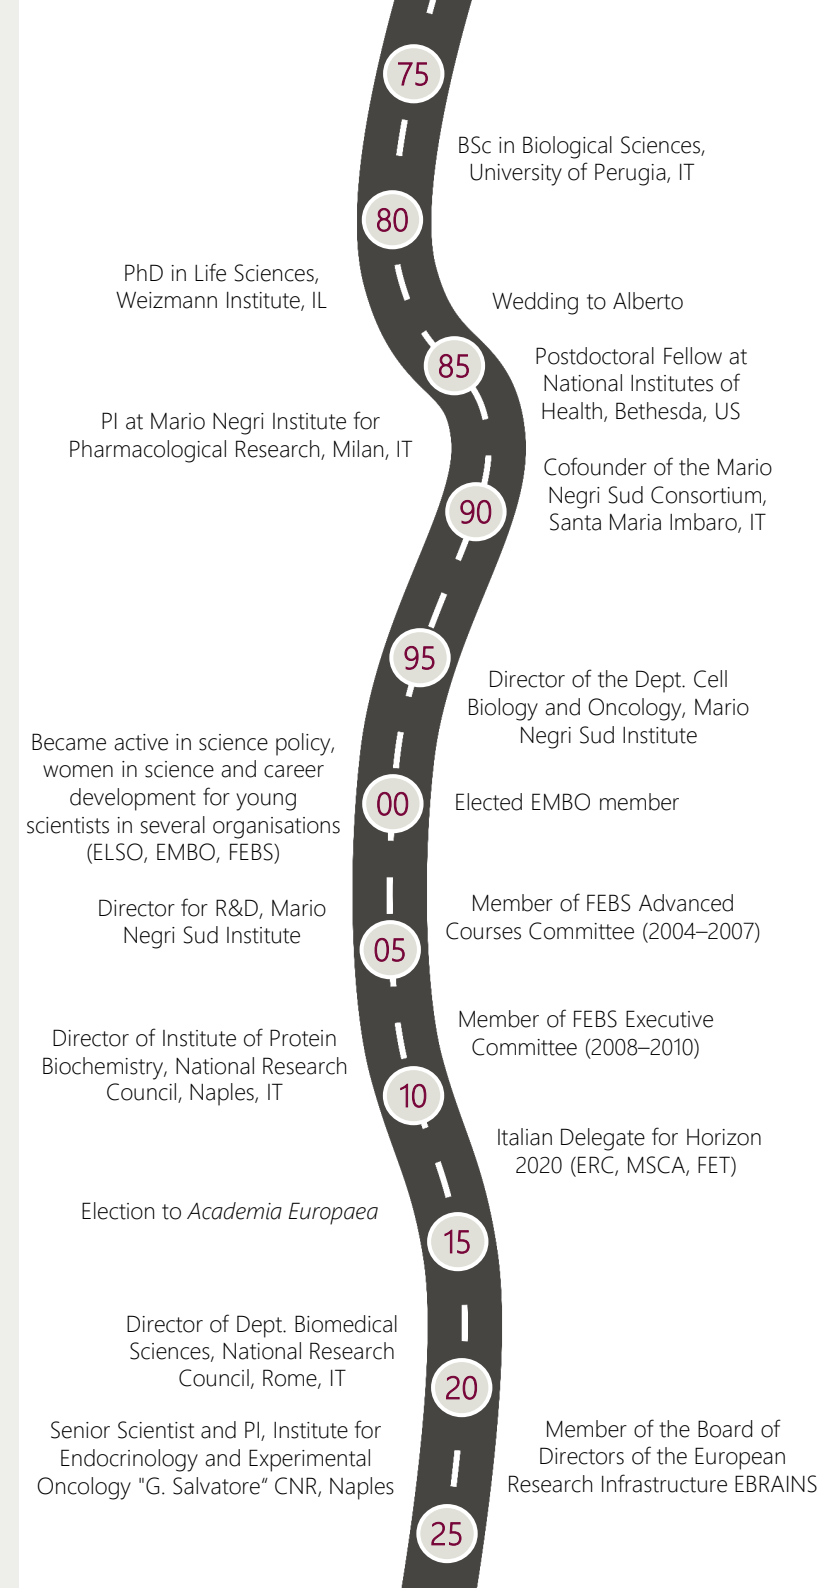 75
BSc in Biological Sciences,
University of Perugia, IT
80
PhD in Life Sciences,
Weizmann Institute, IL
Wedding to Alberto
85
Postdoctoral Fellow at
National Institutes of
Health, Bethesda, US
PI at Mario Negri Institute for
Pharmacological Research, Milan, IT
Cofounder of the Mario
Negri Sud Consortium,
Santa Maria Imbaro, IT
90
95
Director of the Dept. Cell
Biology and Oncology, Mario
Negri Sud Institute
Became active in science policy,
women in science and career
development for young
scientists in several organisations
(ELSO, EMBO, FEBS)
00
Elected EMBO member
Director for R&D, Mario
Negri Sud Institute
Member of FEBS Advanced
Courses Committee (2004–2007)
05
Member of FEBS Executive
Committee (2008–2010)
Director of Institute of Protein
Biochemistry, National Research
Council, Naples, IT
10
Italian Delegate for Horizon
2020 (ERC, MSCA, FET)
Election to Academia Europaea
15
Director of Dept. Biomedical
Sciences, National Research
Council, Rome, IT
20
Senior Scientist and PI, Institute for
Endocrinology and Experimental
Oncology "G. Salvatore“ CNR, Naples
Member of the Board of
Directors of the European
Research Infrastructure EBRAINS
25